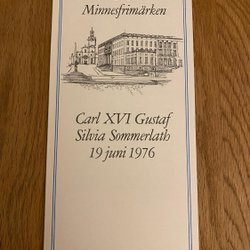 Minnesfrimärken
Carl XVI Gustaf
Silvia Sommerlath
19 juni 1976